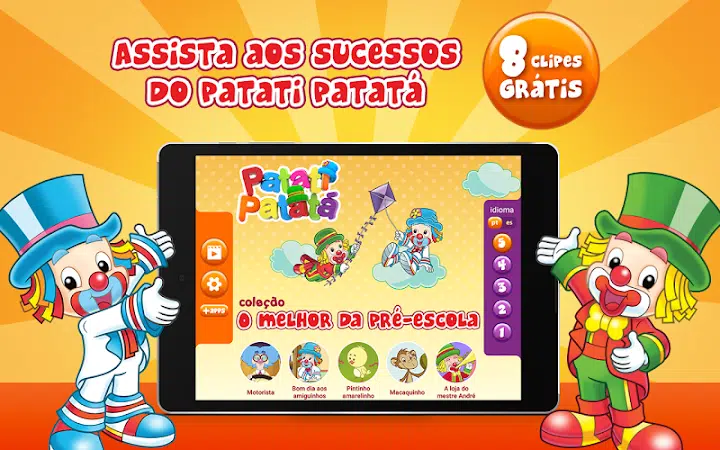 Assista aos sucessos
do Patati Patatá
8 clipes
grátis
Patati
Patatá
idioma
pt es
5
4
3
2
1
+apps
coleção
O melhor da pré-escola
Motorista
Bom dia aos
amiguinhos
Pintinho
amarelinho
Macaquinho
A loja do
mestre André